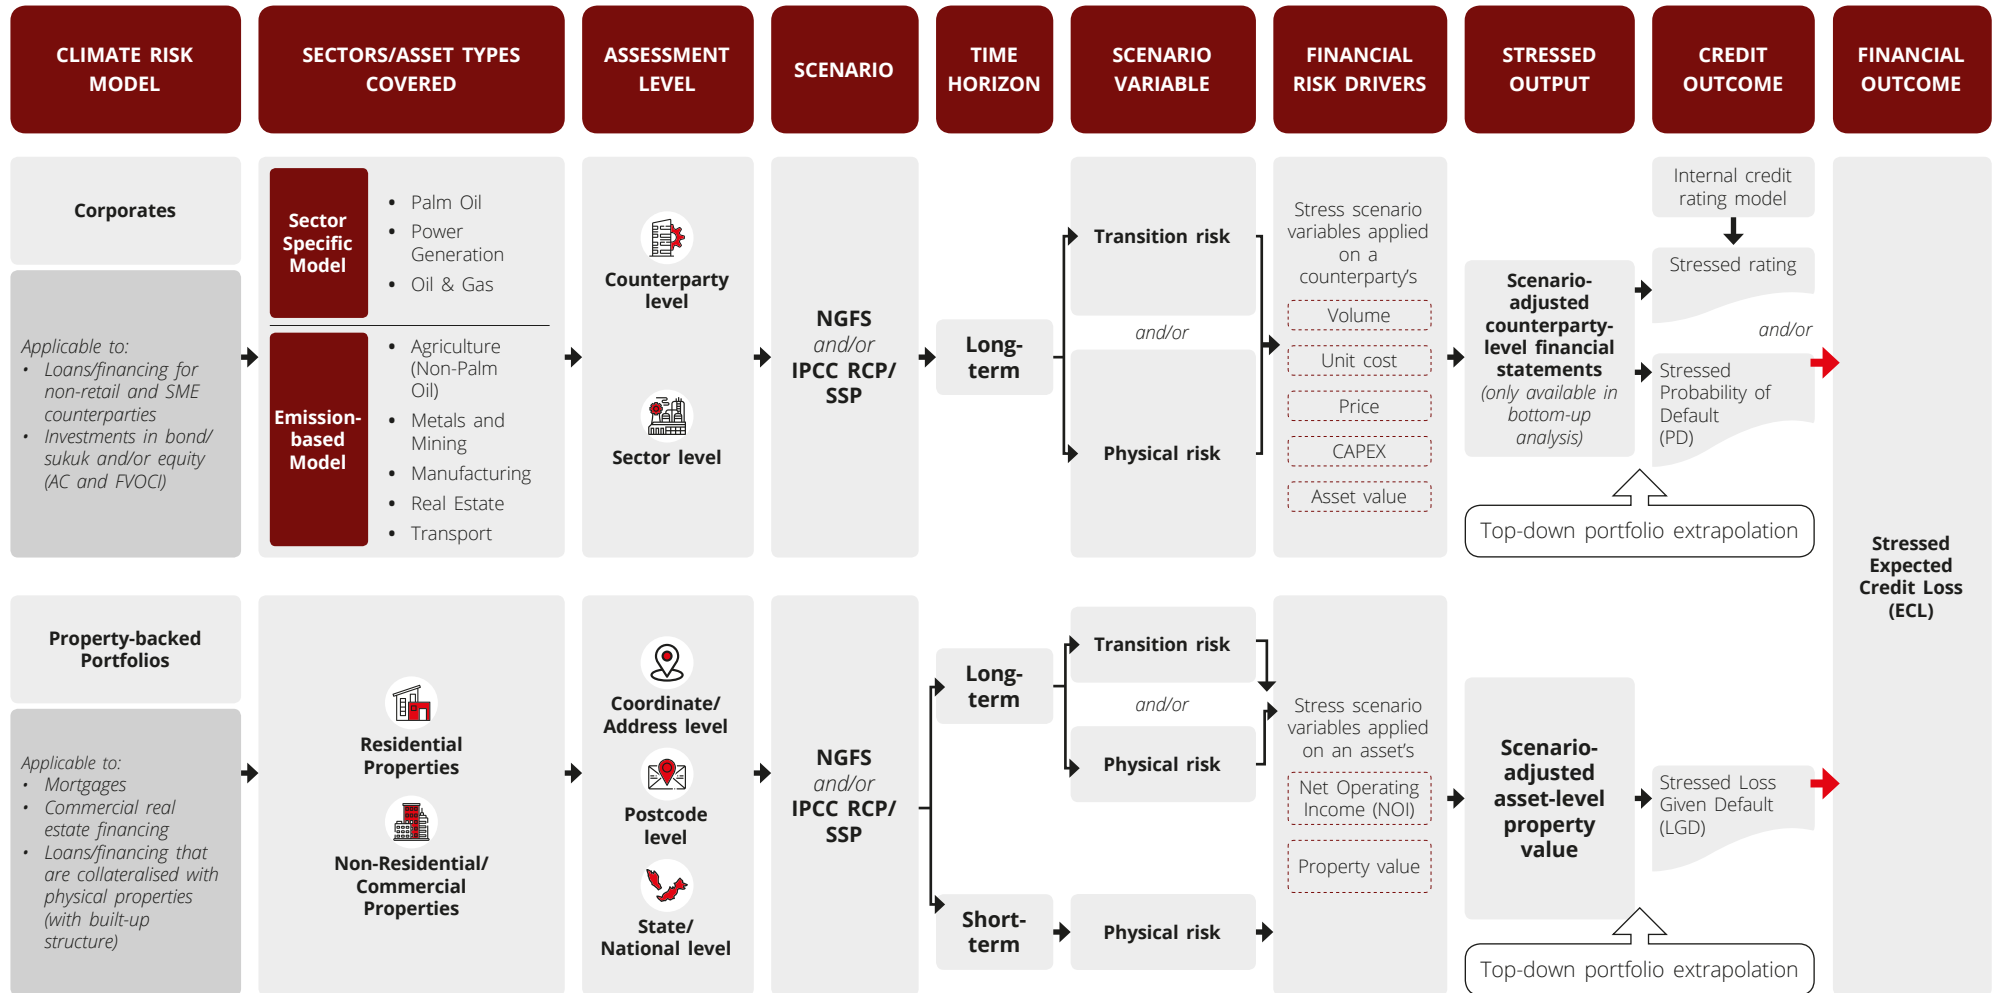 CLIMATE RISK
MODEL
SECTORS/ASSET TYPES
COVERED
ASSESSMENT
LEVEL
SCENARIO
TIME
HORIZON
SCENARIO
VARIABLE
FINANCIAL
RISK DRIVERS
STRESSED
OUTPUT
CREDIT
OUTCOME
FINANCIAL
OUTCOME
Corporates
Applicable to:
• Loans/financing for
non-retail and SME
counterparties
• Investments in bond/
sukuk and/or equity
(AC and FVOCI)
Sector
Specific
Model
• Palm Oil
• Power
Generation
• Oil & Gas
Emission-
based
Model
• Agriculture
(Non-Palm
Oil)
• Metals and
Mining
• Manufacturing
• Real Estate
• Transport
Counterparty
level
Sector level
NGFS
and/or
IPCC RCP/
SSP
Long-
term
Transition risk
and/or
Physical risk
Stress scenario
variables applied
on a
counterparty's
Volume
Unit cost
Price
CAPEX
Asset value
Scenario-
adjusted
counterparty-
level financial
statements
(only available in
bottom-up
analysis)
Internal credit
rating model
Stressed rating
and/or
Stressed
Probability of
Default
(PD)
Top-down portfolio extrapolation
Stressed
Expected
Credit Loss
(ECL)
Property-backed
Portfolios
Applicable to:
• Mortgages
• Commercial real
estate financing
• Loans/financing that
are collateralised with
physical properties
(with built-up
structure)
Residential
Properties
Non-Residential/
Commercial
Properties
Coordinate/
Address level
Postcode
level
State/
National level
NGFS
and/or
IPCC RCP/
SSP
Long-
term
Transition risk
and/or
Physical risk
Short-
term
Physical risk
Stress scenario
variables applied
on an asset's
Net Operating
Income (NOI)
Property value
Scenario-
adjusted
asset-level
property
value
Stressed Loss
Given Default
(LGD)
Top-down portfolio extrapolation